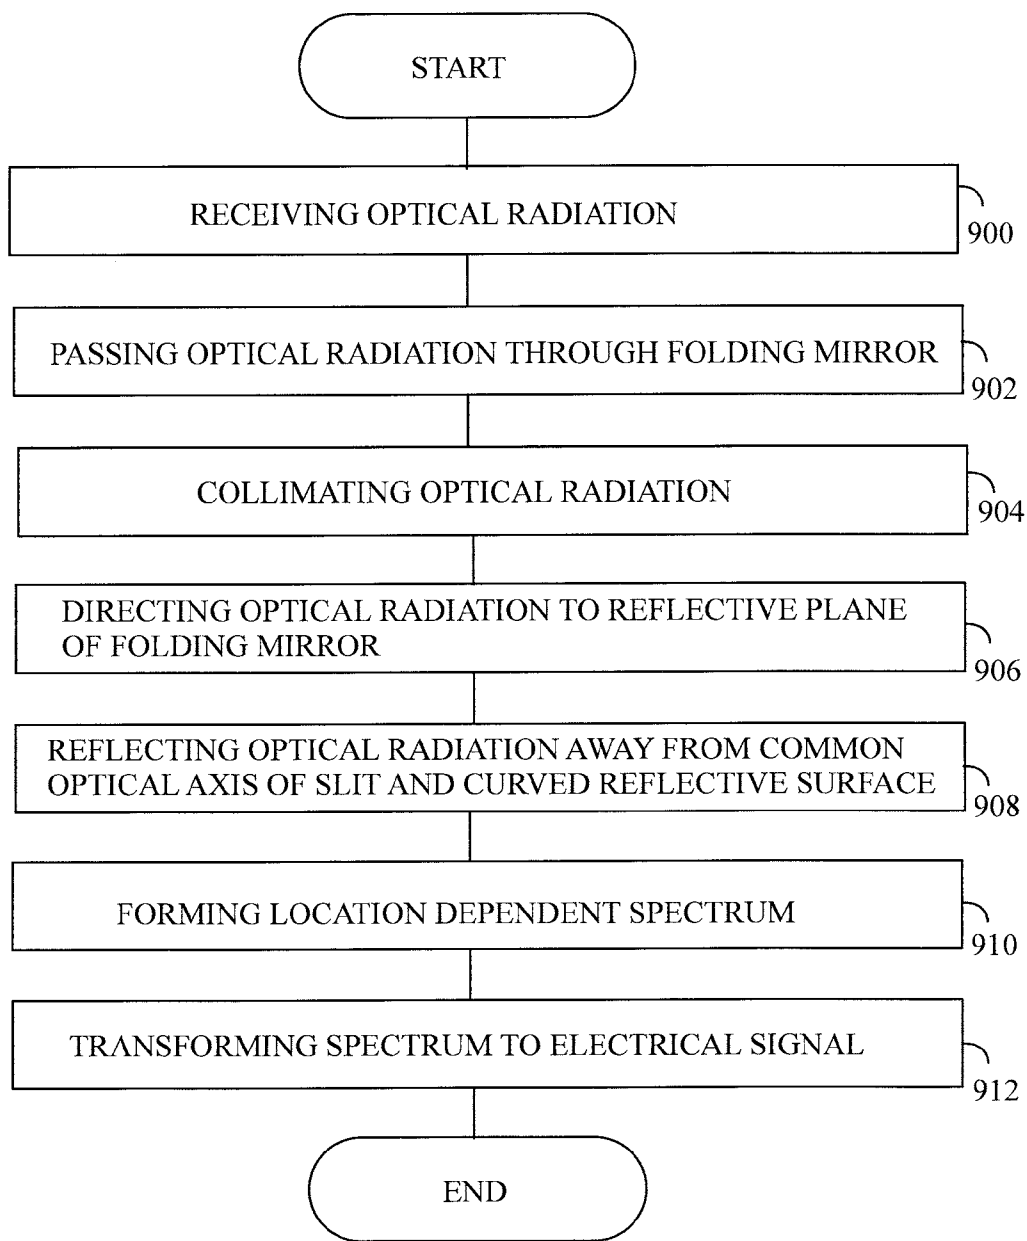 START
RECEIVING OPTICAL RADIATION
900
PASSING OPTICAL RADIATION THROUGH FOLDING MIRROR
902
COLLIMATING OPTICAL RADIATION
904
DIRECTING OPTICAL RADIATION TO REFLECTIVE PLANE
OF FOLDING MIRROR
906
REFLECTING OPTICAL RADIATION AWAY FROM COMMON
OPTICAL AXIS OF SLIT AND CURVED REFLECTIVE SURFACE
908
FORMING LOCATION DEPENDENT SPECTRUM
910
TRANSFORMING SPECTRUM TO ELECTRICAL SIGNAL
912
END